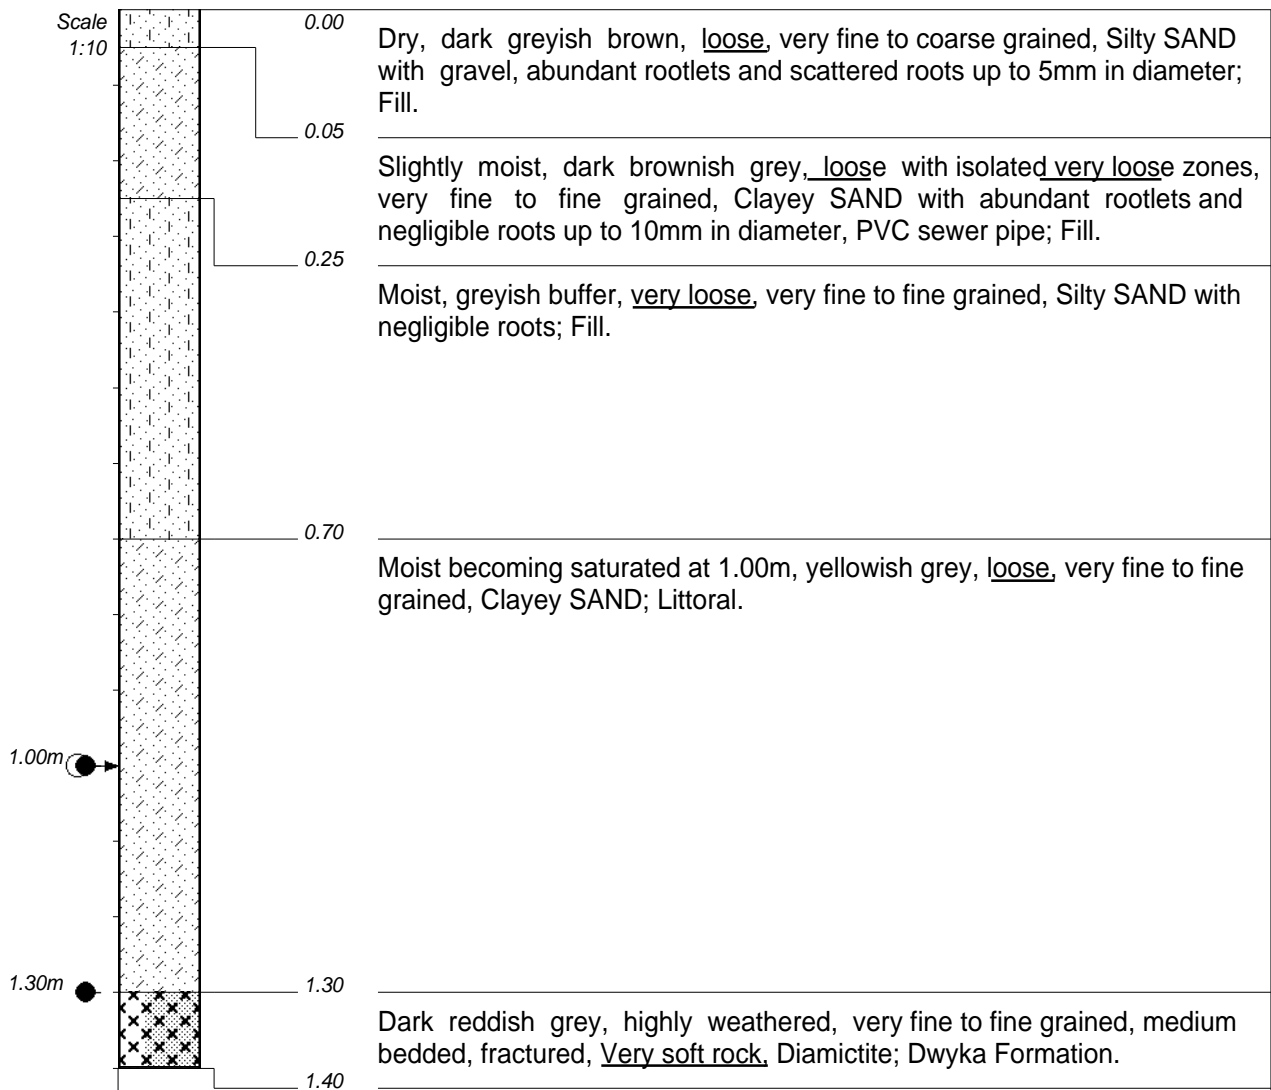 Scale
1:10
0.00
Dry, dark greyish brown, loose, very fine to coarse grained, Silty SAND
with gravel, abundant rootlets and scattered roots up to 5mm in diameter;
Fill.
0.05
Slightly moist, dark brownish grey, loose with isolated very loose zones,
very fine to fine grained, Clayey SAND with abundant rootlets and
negligible roots up to 10mm in diameter, PVC sewer pipe; Fill.
0.25
Moist, greyish buffer, very loose, very fine to fine grained, Silty SAND with
negligible roots; Fill.
0.70
Moist becoming saturated at 1.00m, yellowish grey, loose, very fine to fine
grained, Clayey SAND; Littoral.
1.00m
1.30m
1.30
Dark reddish grey, highly weathered, very fine to fine grained, medium
bedded, fractured, Very soft rock, Diamictite; Dwyka Formation.
1.40